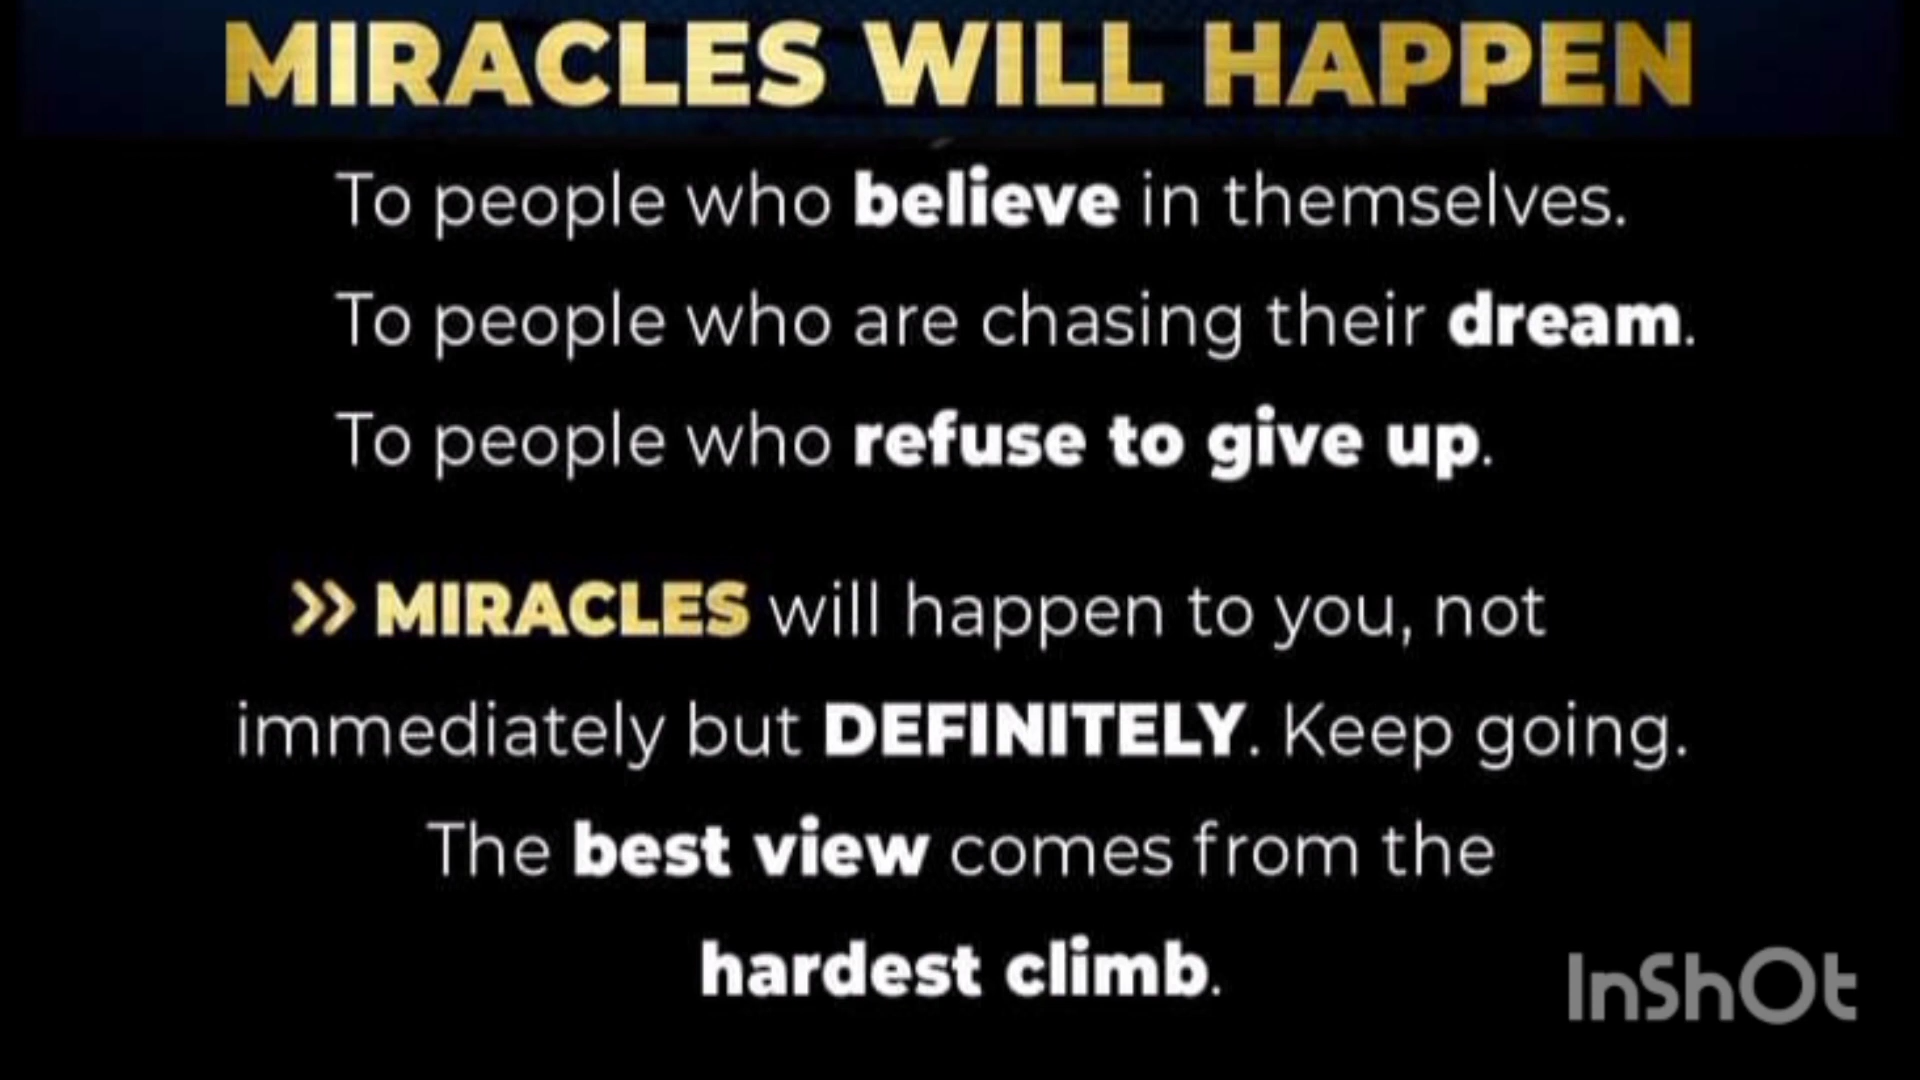 MIRACLES WILL HAPPEN
To people who believe in themselves.
To people who are chasing their dream.
To people who refuse to give up.
>> MIRACLES will happen to you, not
immediately but DEFINITELY. Keep going.
The best view comes from the
hardest climb.
InShOt